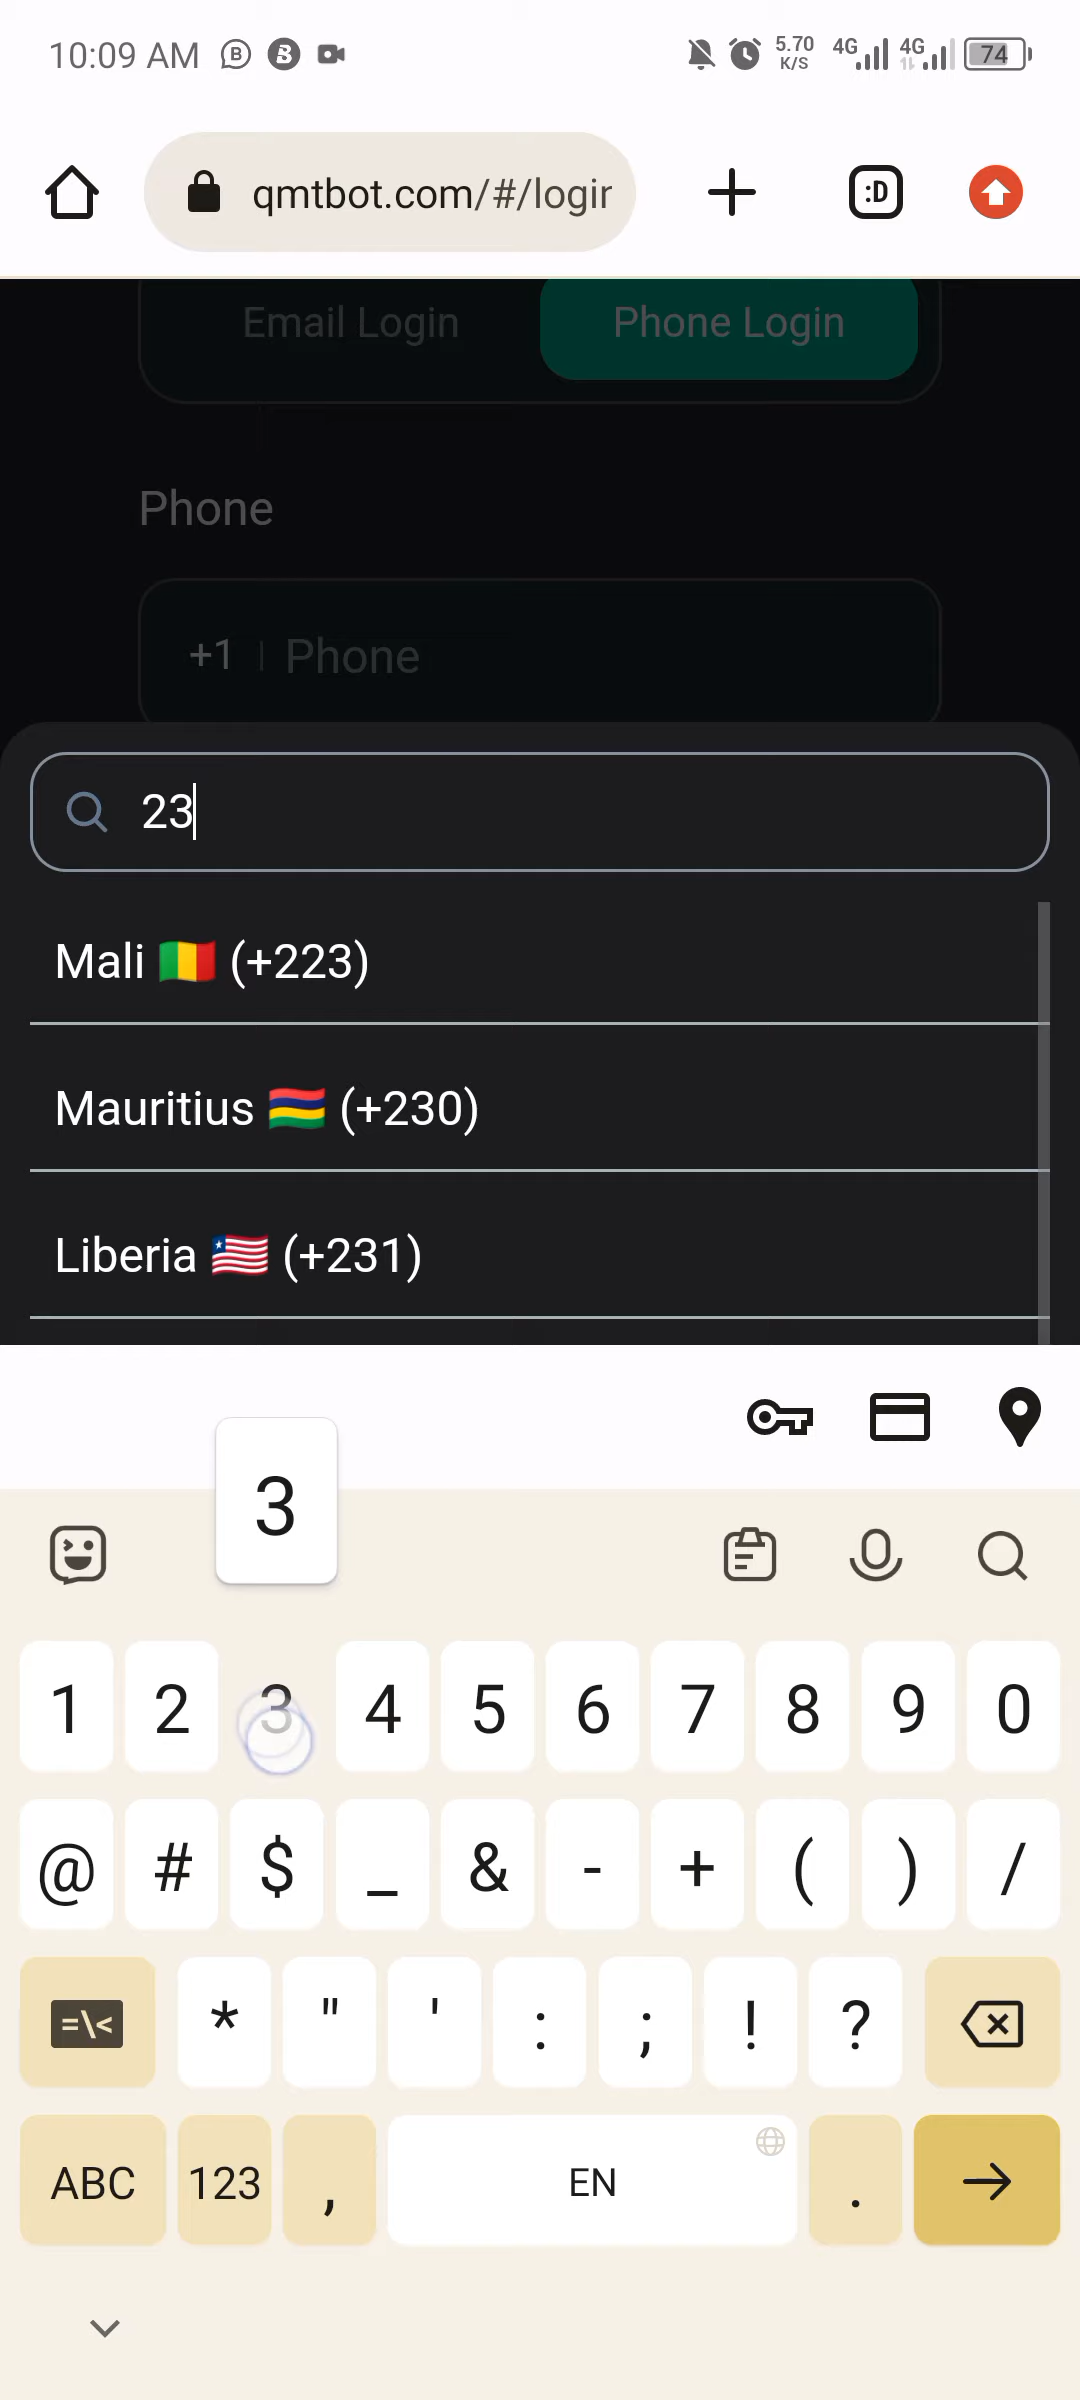 10:09 AM
5.70 K/S 4G 4G 74
qmtbot.com/#/login
:D
Email Login Phone Login
Phone
+1 Phone
23
Mali 🇲🇱 (+223)
Mauritius 🇲🇺 (+230)
Liberia 🇱🇷 (+231)
3
1 2 3 4 5 6 7 8 9 0
@ # $ _ & - + ( ) /
=\< * " ' : ; ! ?
ABC 123 , EN .